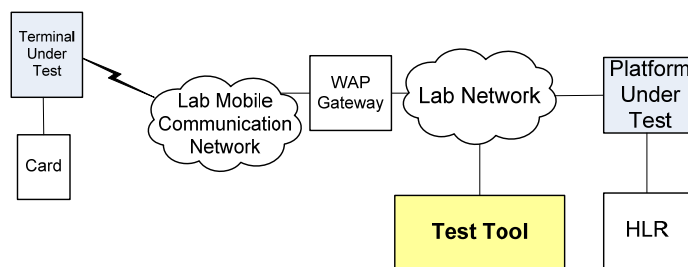 Terminal
Under
Test
Card
Lab Mobile
Communication
Network
WAP
Gateway
Lab Network
Test Tool
Platform
Under
Test
HLR